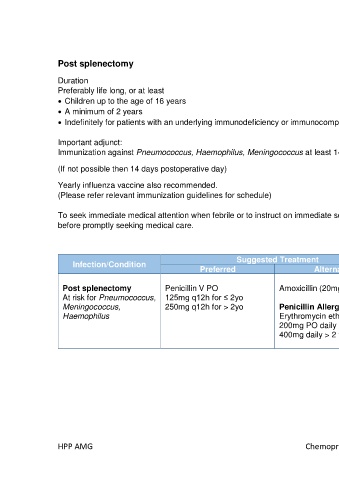 Post splenectomy
Duration
Preferably life long, or at least
• Children up to the age of 16 years
• A minimum of 2 years
• Indefinitely for patients with an underlying immunodeficiency or immunocomp
Important adjunct:
Immunization against Pneumococcus, Haemophilus, Meningococcus at least 1
(If not possible then 14 days postoperative day)
Yearly influenza vaccine also recommended.
(Please refer relevant immunization guidelines for schedule)
To seek immediate medical attention when febrile or to instruct on immediate s
before promptly seeking medical care.
Infection/Condition
Suggested Treatment
Preferred
Alterna
Post splenectomy
At risk for Pneumococcus,
Meningococcus,
Haemophilus
Penicillin V PO
125mg q12h for ≤ 2yo
250mg q12h for > 2yo
Amoxicillin (20mg
Penicillin Allerg
Erythromycin eth
200mg PO daily
400mg daily > 2
HPP AMG
Chemopr